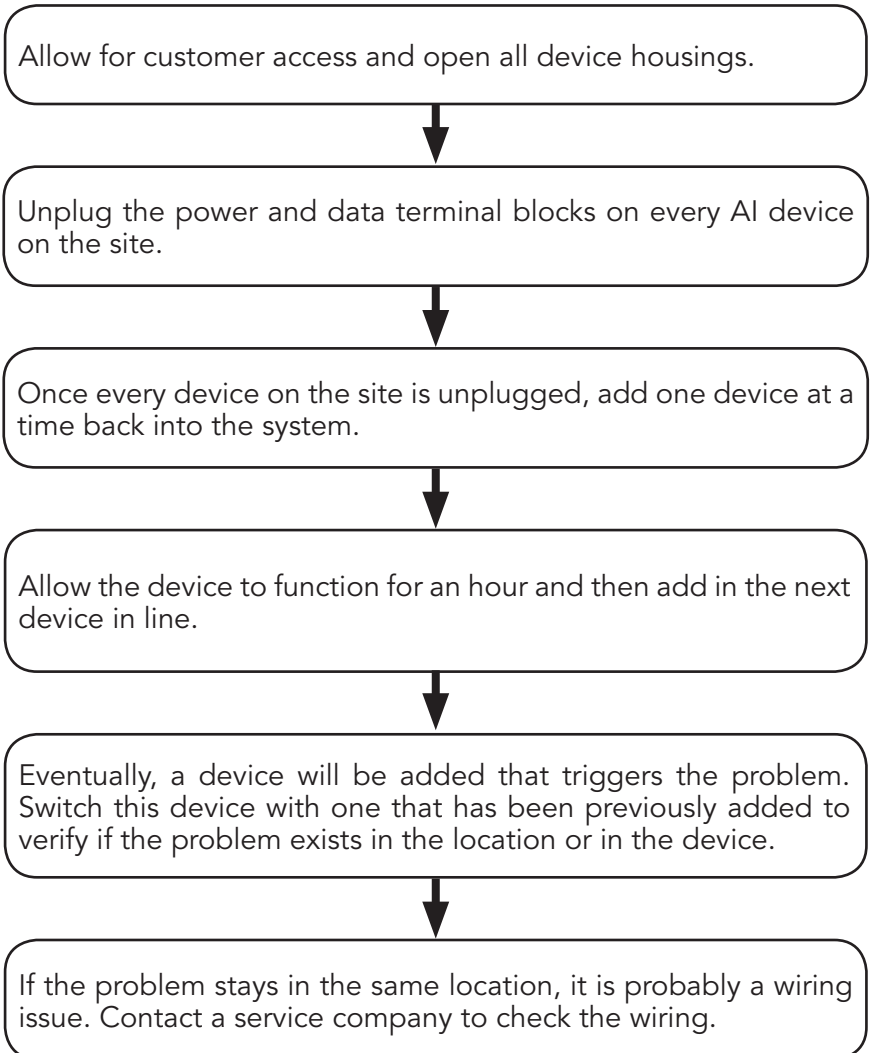 Allow for customer access and open all device housings.
Unplug the power and data terminal blocks on every AI device
on the site.
Once every device on the site is unplugged, add one device at a
time back into the system.
Allow the device to function for an hour and then add in the next
device in line.
Eventually, a device will be added that triggers the problem.
Switch this device with one that has been previously added to
verify if the problem exists in the location or in the device.
If the problem stays in the same location, it is probably a wiring
issue. Contact a service company to check the wiring.